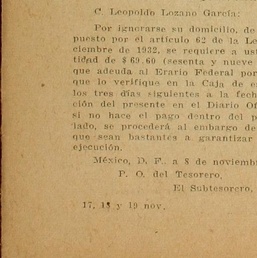 C. Leopoldo Lozano García:
Por ignorarse su domicilio, de
puesto por el artículo 62 de la Le
ciembre de 1932, se requiere a ust
tidad de $ 69.60 (sesenta y nueve
que adeuda al Erario Federal por
que lo verifique en la Caja de e
los tres días siguientes a la fech
ción del presente en el Diario Of
si no hace el pago dentro del p
lado, se procederá al embargo de
que sean bastantes a garantizar
ejecución.
México, D. F., a 8 de noviemb
P. O. del Tesorero,
El Subtesorero,
17, 18 y 19 nov.